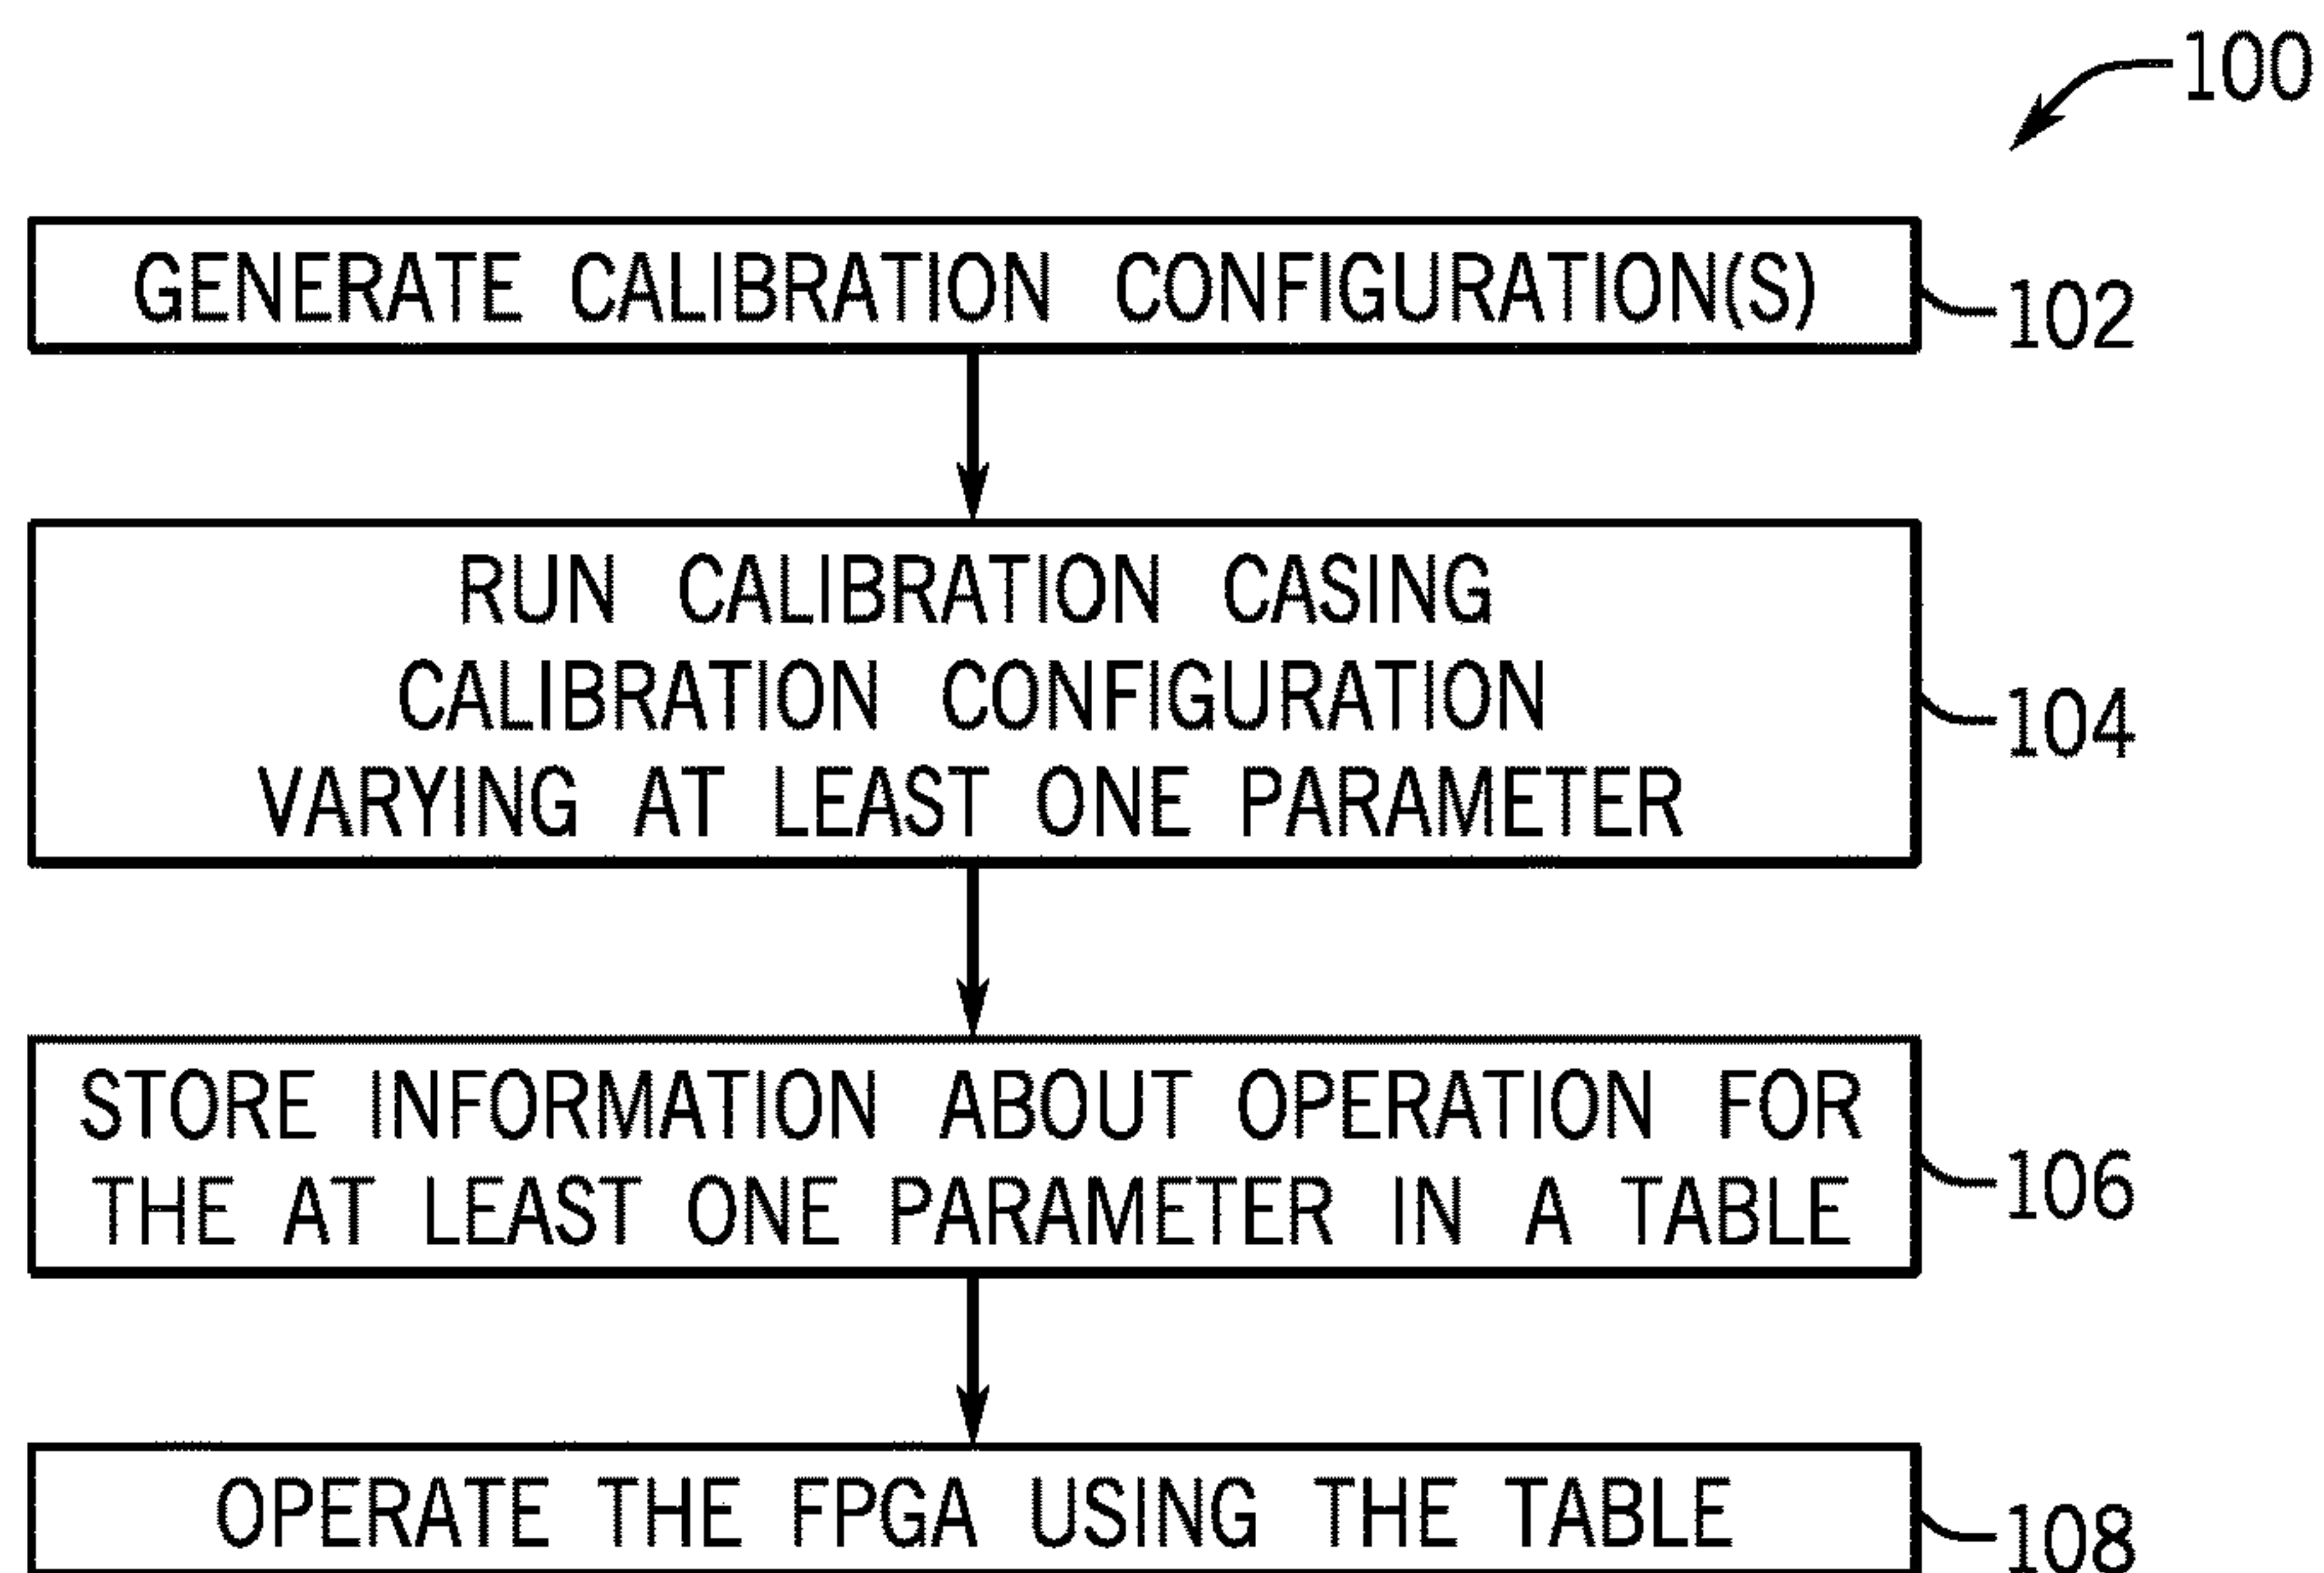 100
GENERATE CALIBRATION CONFIGURATION(S)
102
RUN CALIBRATION CASING
CALIBRATION CONFIGURATION
VARYING AT LEAST ONE PARAMETER
104
STORE INFORMATION ABOUT OPERATION FOR
THE AT LEAST ONE PARAMETER IN A TABLE
106
OPERATE THE FPGA USING THE TABLE
108